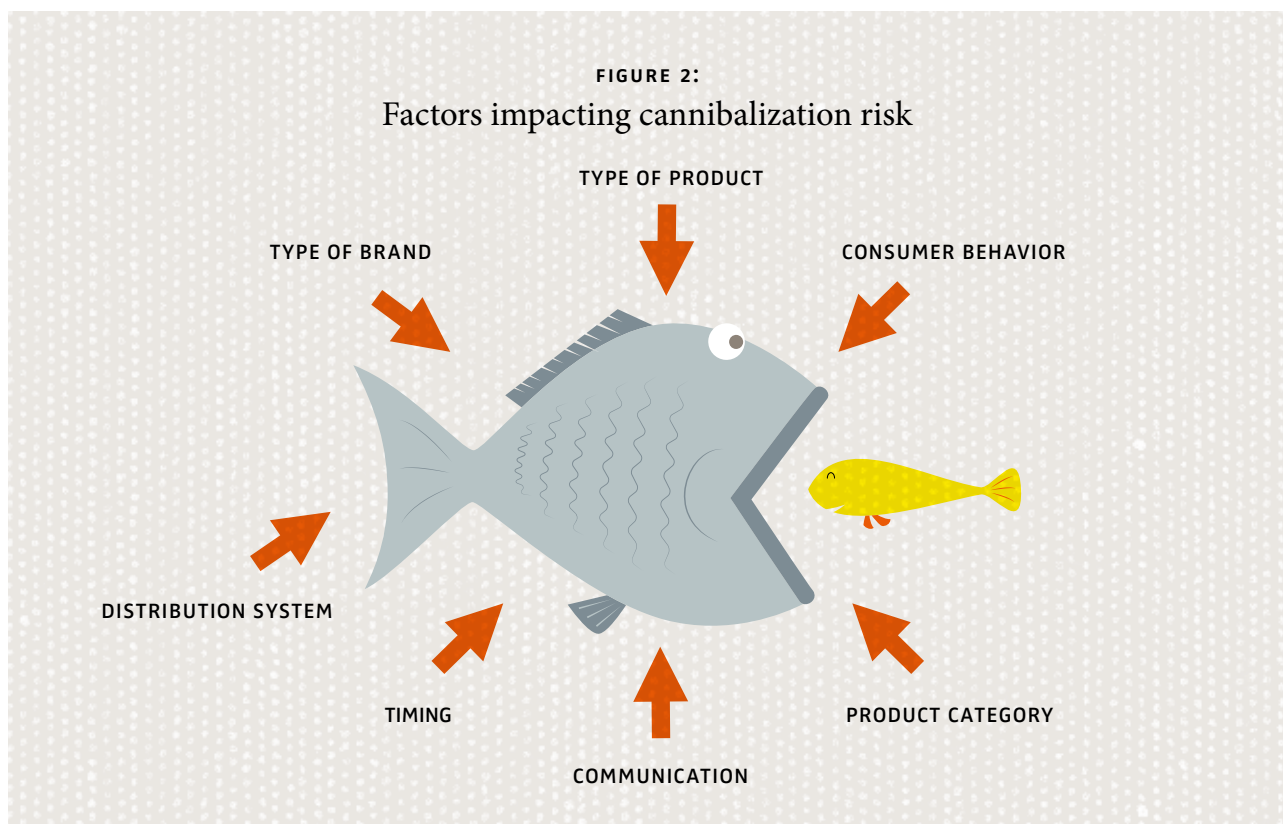 FIGURE 2:
Factors impacting cannibalization risk
TYPE OF PRODUCT
TYPE OF BRAND
CONSUMER BEHAVIOR
DISTRIBUTION SYSTEM
TIMING
PRODUCT CATEGORY
COMMUNICATION